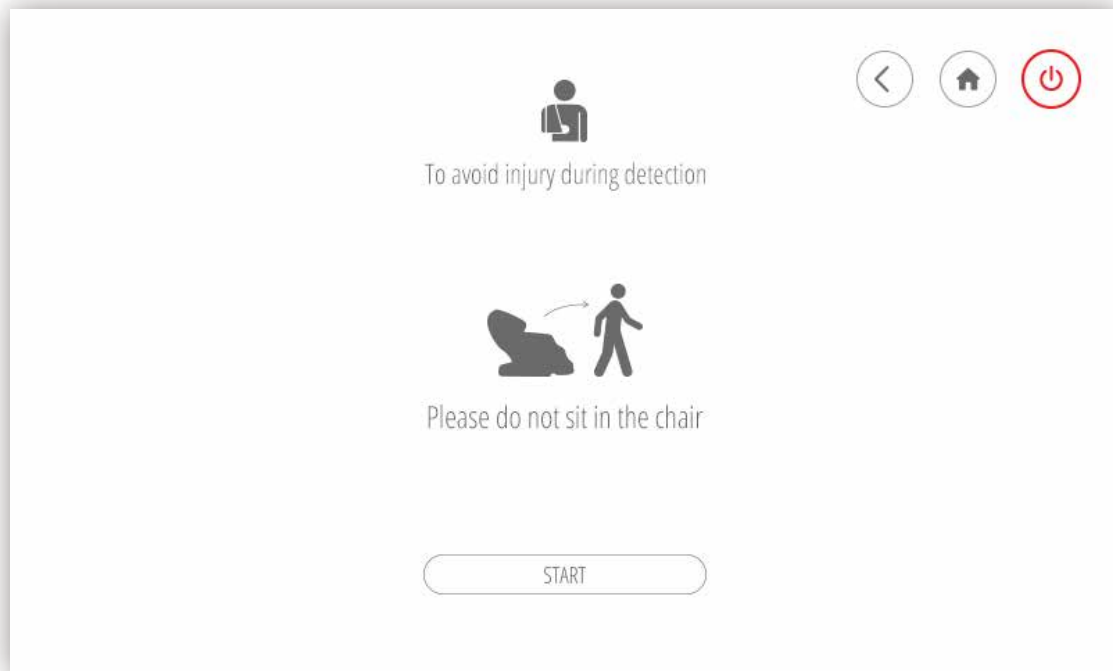 To avoid injury during detection
Please do not sit in the chair
START